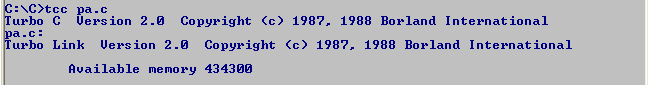 C:\C>tcc pa.c
Turbo C  Version 2.0  Copyright (c) 1987, 1988 Borland International
pa.c:
Turbo Link  Version 2.0  Copyright (c) 1987, 1988 Borland International
        Available memory 434300